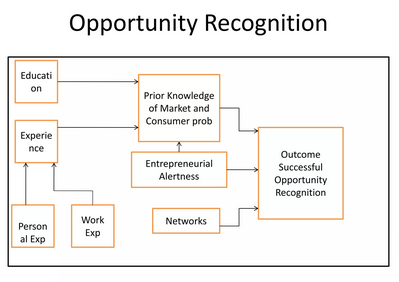 Opportunity Recognition
Educati
on
Prior Knowledge
of Market and
Consumer prob
Experie
nce
Entrepreneurial
Alertness
Outcome
Successful
Opportunity
Recognition
Person
al Exp
Work
Exp
Networks